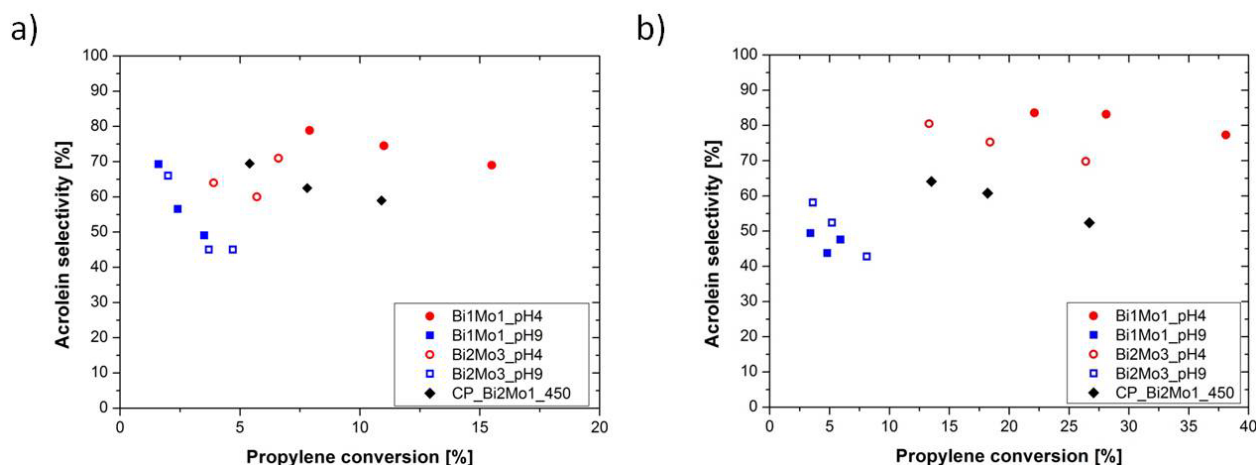 a)
100
90
80
70
60
50
40
30
20
10
0
Acrolein selectivity [%]
Bi1Mo1_pH4
Bi1Mo1_pH9
Bi2Mo3_pH4
Bi2Mo3_pH9
CP_Bi2Mo1_450
0 5 10 15 20
Propylene conversion [%]
b)
100
90
80
70
60
50
40
30
20
10
0
Acrolein selectivity [%]
Bi1Mo1_pH4
Bi1Mo1_pH9
Bi2Mo3_pH4
Bi2Mo3_pH9
CP_Bi2Mo1_450
0 5 10 15 20 25 30 35 40
Propylene conversion [%]